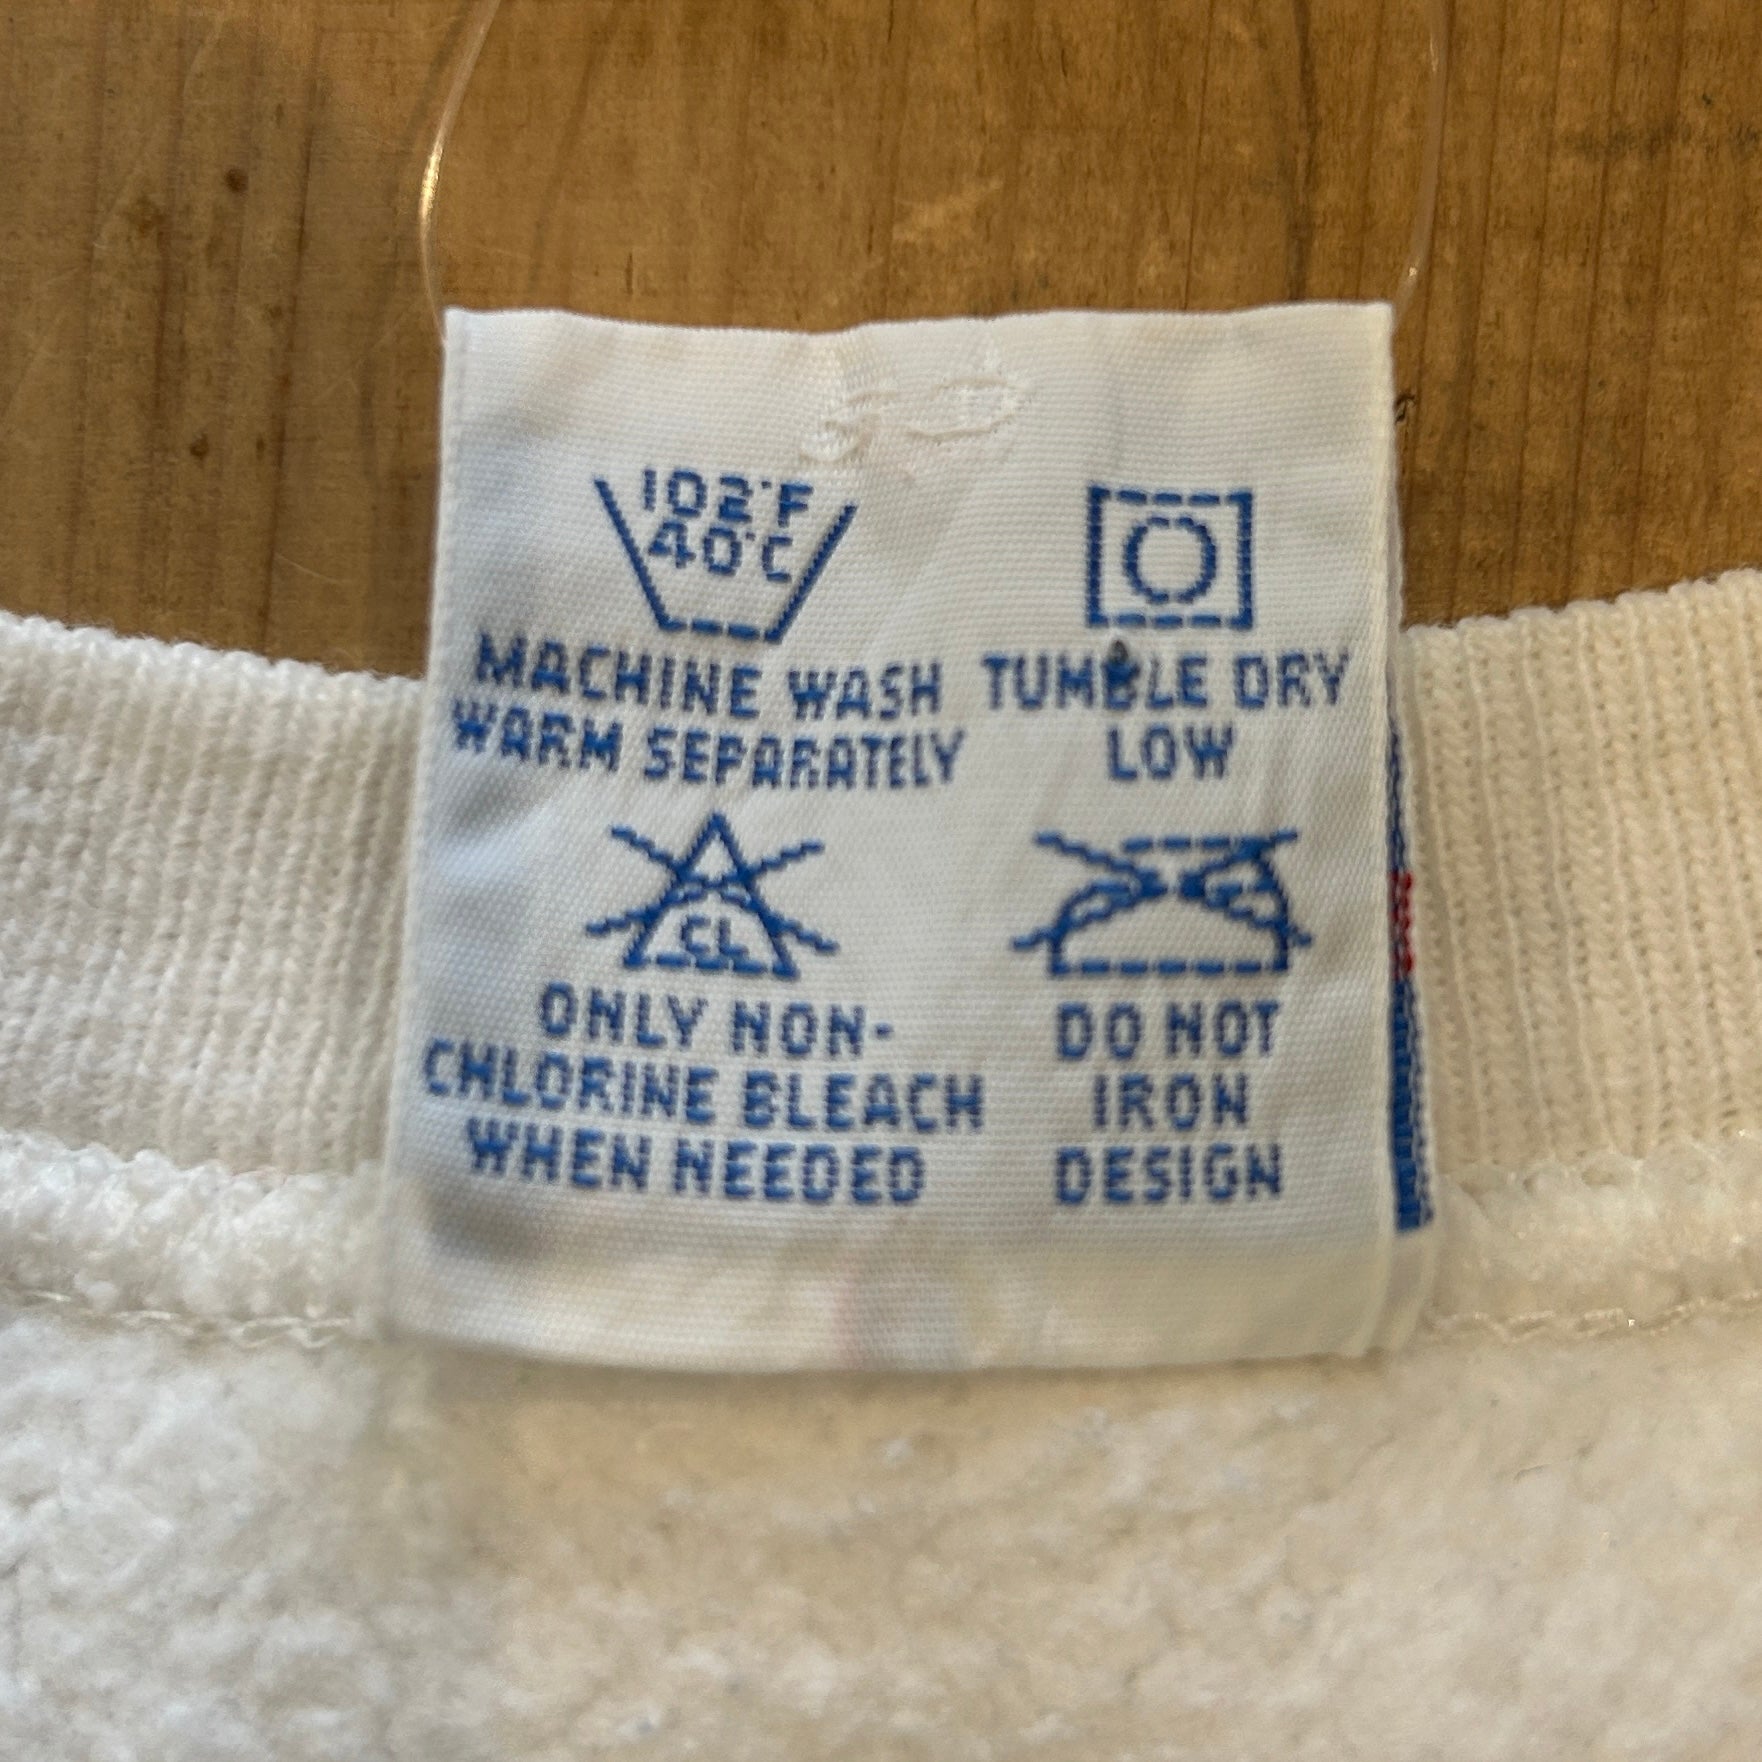 102°F
40°C
MACHINE WASH
WARM SEPARATELY
TUMBLE DRY
LOW
CL
ONLY NON-
CHLORINE BLEACH
WHEN NEEDED
DO NOT
IRON
DESIGN